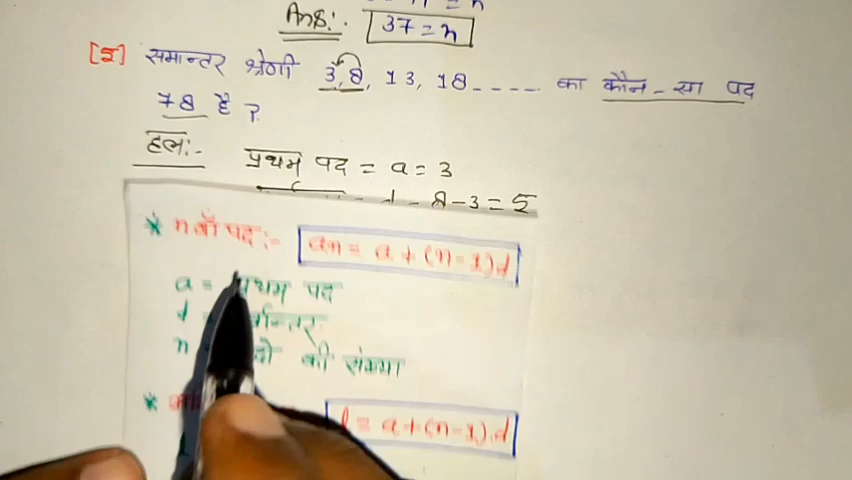 Ans:- 37 = n
[5] समान्तर श्रेणी 3, 8, 13, 18 - - - - का कौन - सा पद
78 है ?
हल:- प्रथम पद = a = 3
d = 8 - 3 = 5
* n वाँ पद :- an = a + (n - 1)d
a = प्रथम पद
d =
n की संख्या
* l = a + (n - 1).d